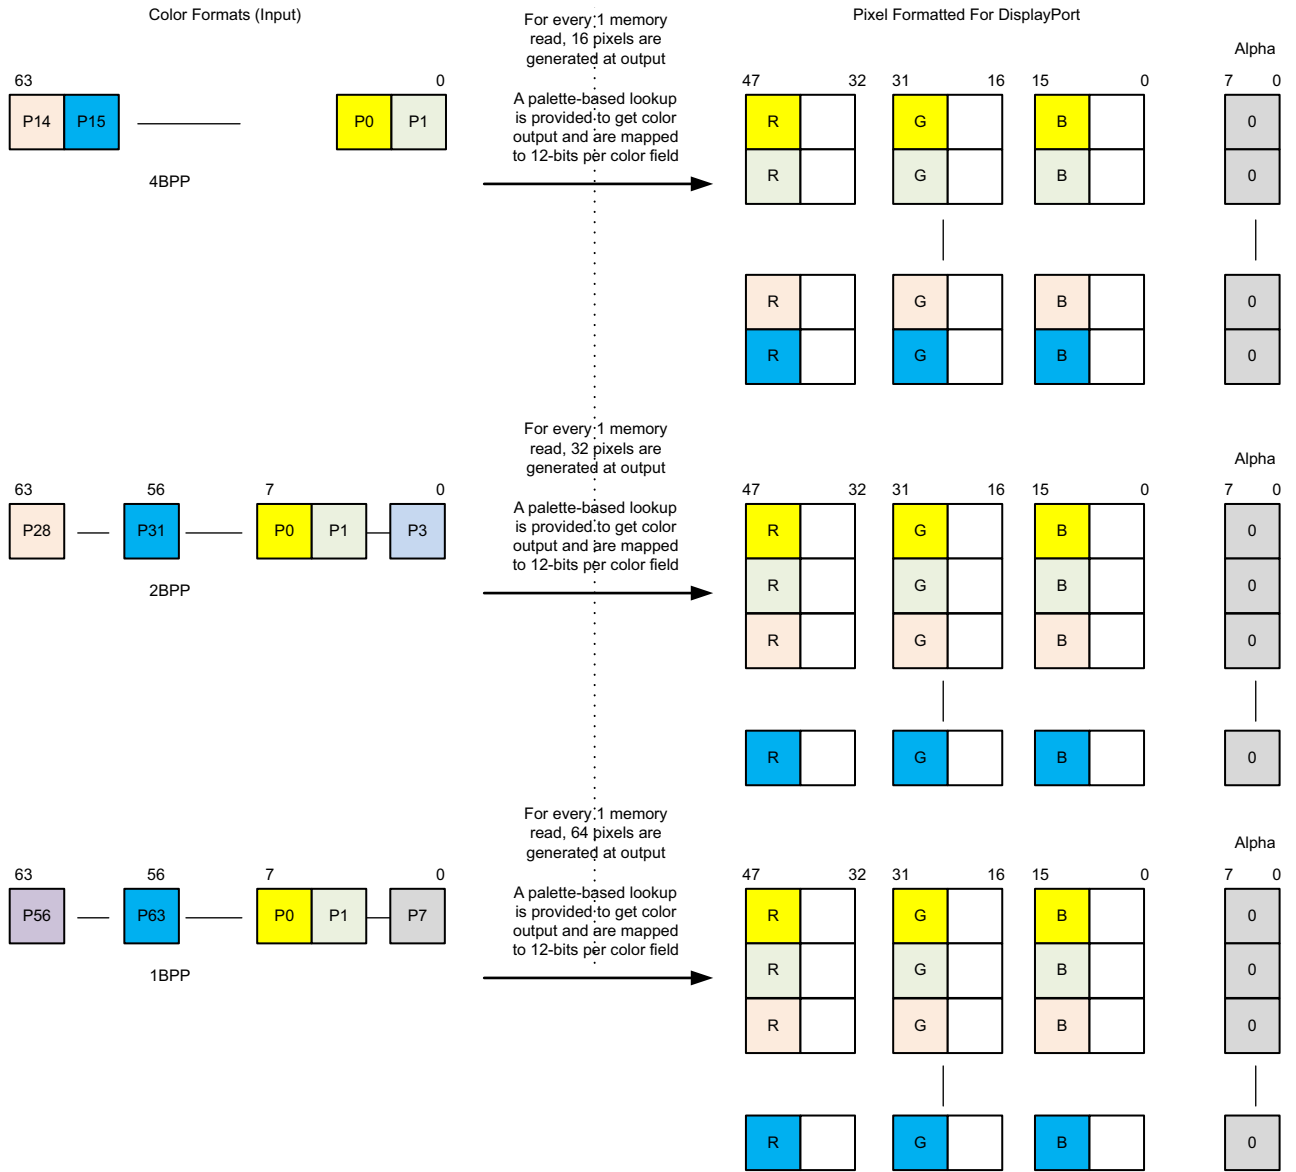 Color Formats (Input)
For every 1 memory
read, 16 pixels are
generated at output
Pixel Formatted For DisplayPort
Alpha
63 0
47 32 31 16 15 0 7 0
P14 P15 P0 P1
A palette-based lookup
is provided to get color
output and are mapped
to 12-bits per color field
R G B 0
R G B 0
4BPP
R G B 0
R G B 0
For every 1 memory
read, 32 pixels are
generated at output
Alpha
63 56 7 0
47 32 31 16 15 0 7 0
P28 P31 P0 P1 P3
A palette-based lookup
is provided to get color
output and are mapped
to 12-bits per color field
R G B 0
R G B 0
R G B 0
2BPP
R G B 0
For every 1 memory
read, 64 pixels are
generated at output
Alpha
63 56 7 0
47 32 31 16 15 0 7 0
P56 P63 P0 P1 P7
A palette-based lookup
is provided to get color
output and are mapped
to 12-bits per color field
R G B 0
R G B 0
R G B 0
1BPP
R G B 0